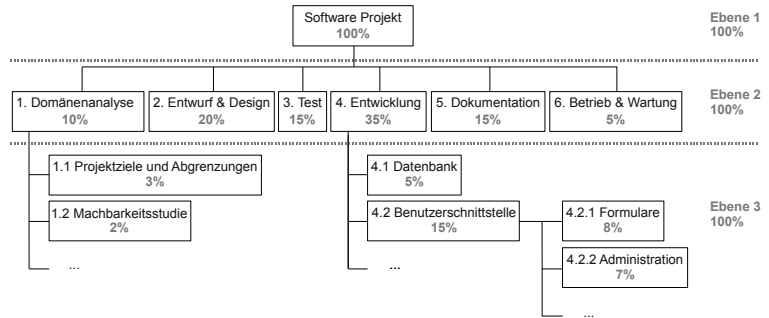 Software Projekt
100%
Ebene 1
100%
1. Domänenanalyse
10%
2. Entwurf & Design
20%
3. Test
15%
4. Entwicklung
35%
5. Dokumentation
15%
6. Betrieb & Wartung
5%
Ebene 2
100%
1.1 Projektziele und Abgrenzungen
3%
1.2 Machbarkeitsstudie
2%
...
4.1 Datenbank
5%
4.2 Benutzerschnittstelle
15%
...
4.2.1 Formulare
8%
4.2.2 Administration
7%
...
Ebene 3
100%